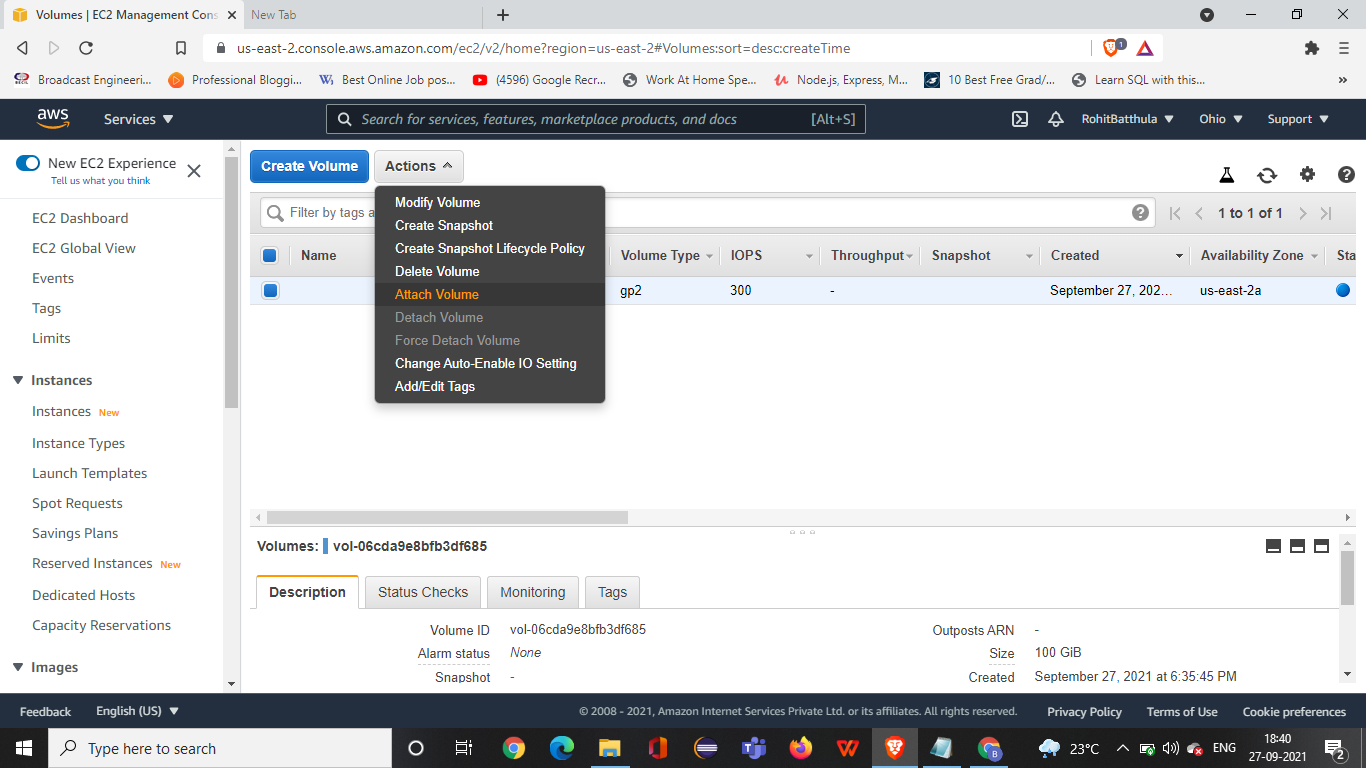 Volumes | EC2 Management Cons
New Tab
us-east-2.console.aws.amazon.com/ec2/v2/home?region=us-east-2#Volumes:sort=desc:createTime
1
Broadcast Engineeri...
Professional Bloggi...
Best Online Job pos...
(4596) Google Recr...
Work At Home Spe...
Node.js, Express, M...
10 Best Free Grad/...
Learn SQL with this...
»
aws
Services
Search for services, features, marketplace products, and docs
[Alt+S]
RohitBatthula
Ohio
Support
New EC2 Experience
Tell us what you think
EC2 Dashboard
EC2 Global View
Events
Tags
Limits
Instances
Instances New
Instance Types
Launch Templates
Spot Requests
Savings Plans
Reserved Instances New
Dedicated Hosts
Capacity Reservations
Images
Create Volume
Actions
Modify Volume
Create Snapshot
Create Snapshot Lifecycle Policy
Delete Volume
Attach Volume
Detach Volume
Force Detach Volume
Change Auto-Enable IO Setting
Add/Edit Tags
Filter by tags a
1 to 1 of 1
Name
Volume Type
IOPS
Throughput
Snapshot
Created
Availability Zone
Sta
gp2
300
-
September 27, 202...
us-east-2a
Volumes: vol-06cda9e8bfb3df685
Description
Status Checks
Monitoring
Tags
Volume ID vol-06cda9e8bfb3df685
Outposts ARN -
Alarm status None
Size 100 GiB
Snapshot -
Created September 27, 2021 at 6:35:45 PM
Feedback
English (US)
© 2008 - 2021, Amazon Internet Services Private Ltd. or its affiliates. All rights reserved.
Privacy Policy
Terms of Use
Cookie preferences
Type here to search
23°C
ENG
18:40
27-09-2021
2